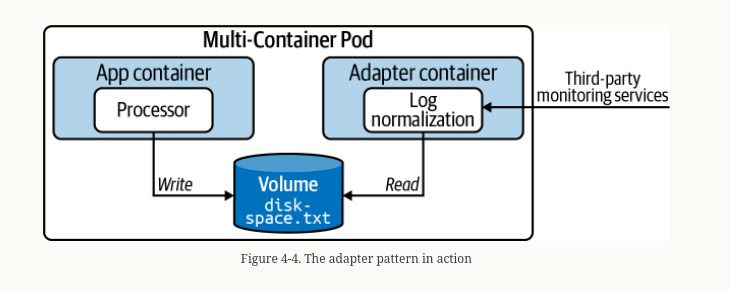 Multi-Container Pod
App container
Processor
Adapter container
Log
normalization
Third-party
monitoring services
Write
Volume
disk-
space.txt
Read
Figure 4-4. The adapter pattern in action